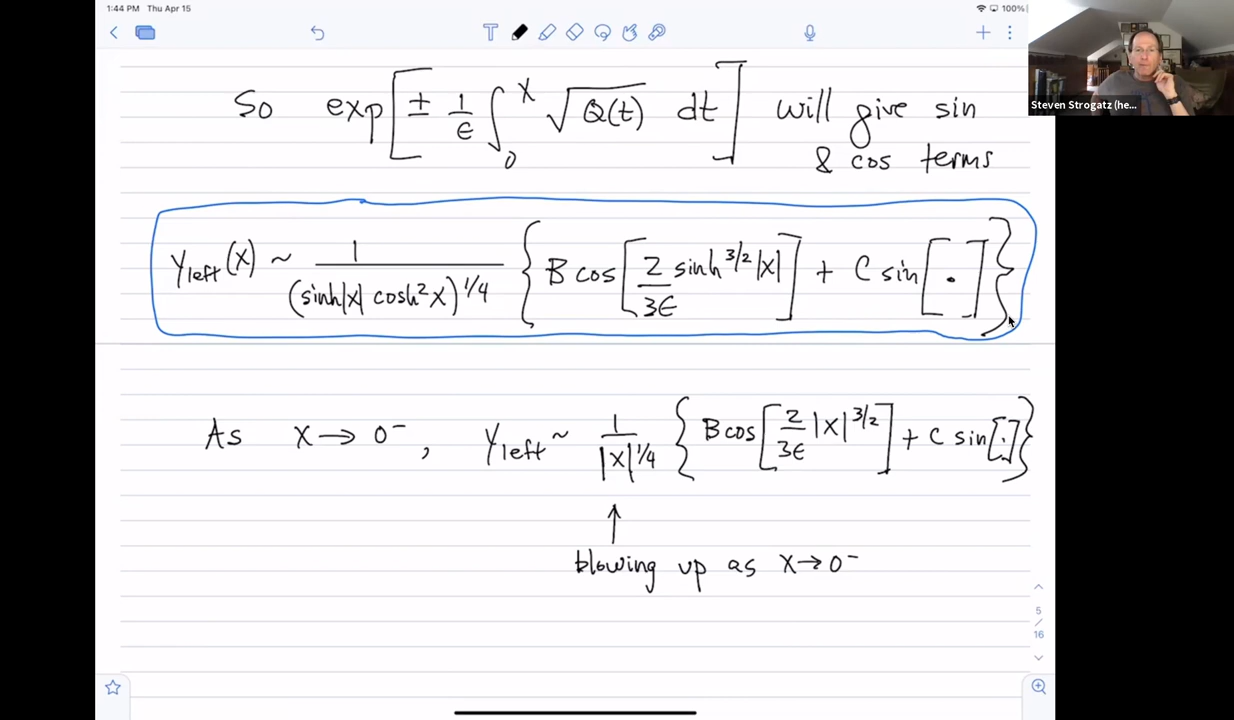 1:44 PM Thu Apr 15
100%
Steven Strogatz (he...
So exp[± 1/ϵ ∫₀ˣ √Q(t) dt] will give sin
& cos terms
y_left(x) ~ 1/(sinh|x| cosh²x)^1/4 {B cos[2/3ϵ sinh^3/2|x|] + C sin[·]}
As x → 0⁻, y_left ~ 1/|x|^1/4 {B cos[2/3ϵ |x|^3/2] + C sin[·]}
↑
blowing up as x→0⁻
5
/
16